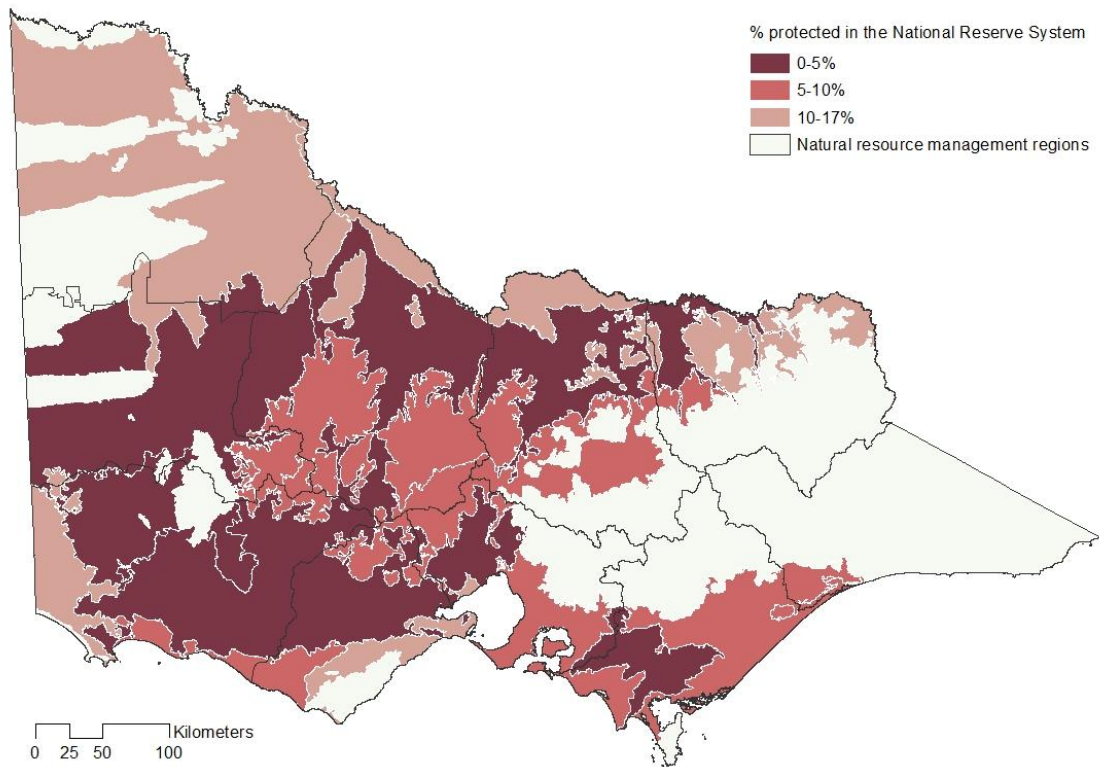 % protected in the National Reserve System
0-5%
5-10%
10-17%
Natural resource management regions
Kilometers
0 25 50 100